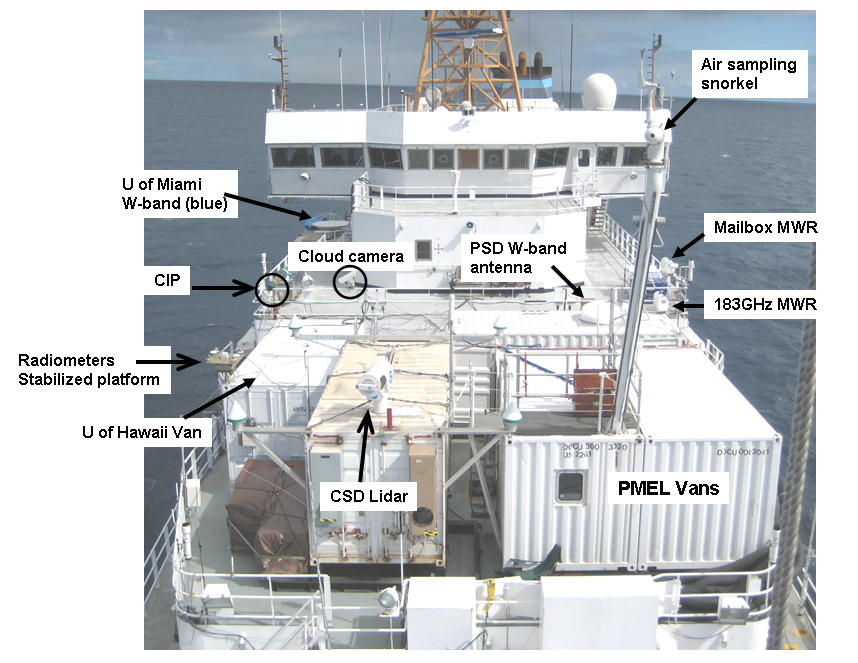 Air sampling
snorkel
U of Miami
W-band (blue)
Mailbox MWR
Cloud camera
PSD W-band
antenna
CIP
183GHz MWR
Radiometers
Stabilized platform
U of Hawaii Van
CSD Lidar
PMEL Vans